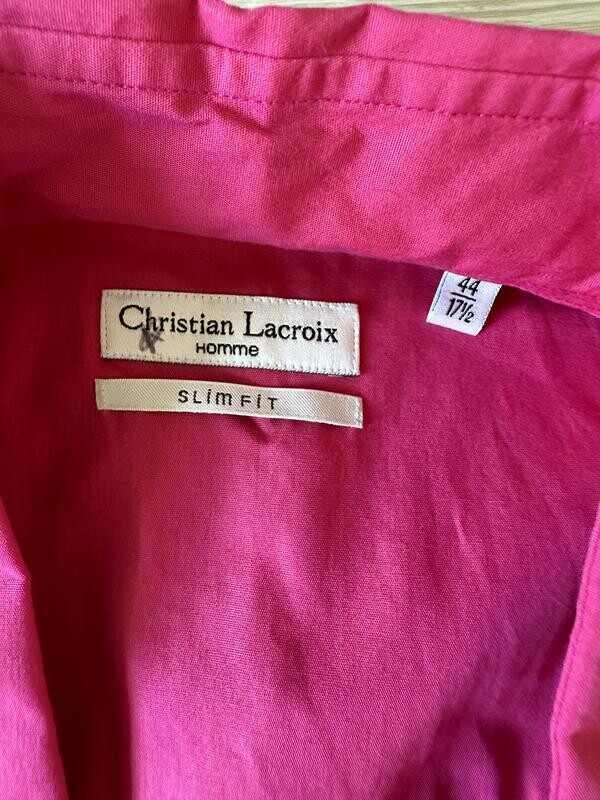 44
17½
Christian Lacroix
Homme
SLiM FiT